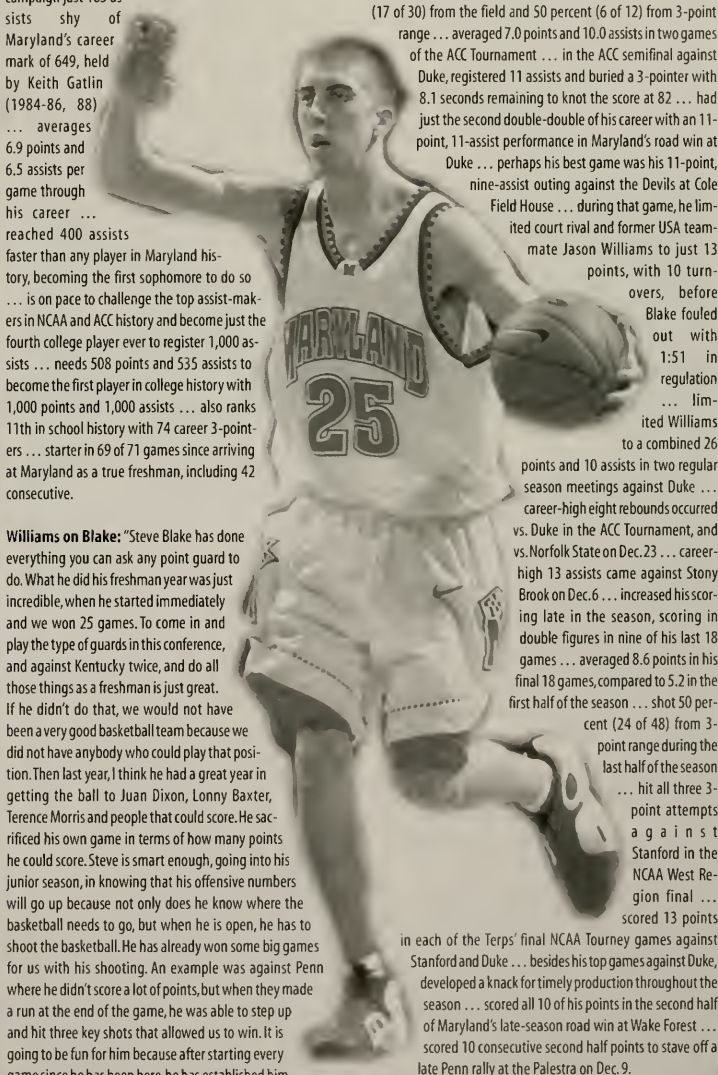 sists shy of
Maryland's career
mark of 649, held
by Keith Gatlin
(1984-86, 88)
... averages
6.9 points and
6.5 assists per
game through
his career ...
reached 400 assists
faster than any player in Maryland his-
tory, becoming the first sophomore to do so
... is on pace to challenge the top assist-mak-
ers in NCAA and ACC history and become just the
fourth college player ever to register 1,000 as-
sists ... needs 508 points and 535 assists to
become the first player in college history with
1,000 points and 1,000 assists ... also ranks
11th in school history with 74 career 3-point-
ers ... starter in 69 of 71 games since arriving
at Maryland as a true freshman, including 42
consecutive.
Williams on Blake: "Steve Blake has done
everything you can ask any point guard to
do. What he did his freshman year was just
incredible, when he started immediately
and we won 25 games. To come in and
play the type of guards in this conference,
and against Kentucky twice, and do all
those things as a freshman is just great.
If he didn't do that, we would not have
been a very good basketball team because we
did not have anybody who could play that posi-
tion. Then last year, I think he had a great year in
getting the ball to Juan Dixon, Lonny Baxter,
Terence Morris and people that could score. He sac-
rificed his own game in terms of how many points
he could score. Steve is smart enough, going into his
junior season, in knowing that his offensive numbers
will go up because not only does he know where the
basketball needs to go, but when he is open, he has to
shoot the basketball. He has already won some big games
for us with his shooting. An example was against Penn
where he didn't score a lot of points, but when they made
a run at the end of the game, he was able to step up
and hit three key shots that allowed us to win. It is
going to be fun for him because after starting every
game since he has been here, he has established him
(17 of 30) from the field and 50 percent (6 of 12) from 3-point
range ... averaged 7.0 points and 10.0 assists in two games
of the ACC Tournament ... in the ACC semifinal against
Duke, registered 11 assists and buried a 3-pointer with
8.1 seconds remaining to knot the score at 82 ... had
just the second double-double of his career with an 11-
point, 11-assist performance in Maryland's road win at
Duke ... perhaps his best game was his 11-point,
nine-assist outing against the Devils at Cole
Field House ... during that game, he lim-
ited court rival and former USA team-
mate Jason Williams to just 13
points, with 10 turn-
overs, before
Blake fouled
out with
1:51 in
regulation
... lim-
ited Williams
to a combined 26
points and 10 assists in two regular
season meetings against Duke ...
career-high eight rebounds occurred
vs. Duke in the ACC Tournament, and
vs. Norfolk State on Dec. 23 ... career-
high 13 assists came against Stony
Brook on Dec. 6 ... increased his scor-
ing late in the season, scoring in
double figures in nine of his last 18
games ... averaged 8.6 points in his
final 18 games, compared to 5.2 in the
first half of the season ... shot 50 per-
cent (24 of 48) from 3-
point range during the
last half of the season
... hit all three 3-
point attempts
against
Stanford in the
NCAA West Re-
gion final ...
scored 13 points
in each of the Terps' final NCAA Tourney games against
Stanford and Duke ... besides his top games against Duke,
developed a knack for timely production throughout the
season ... scored all 10 of his points in the second half
of Maryland's late-season road win at Wake Forest ...
scored 10 consecutive second half points to stave off a
late Penn rally at the Palestra on Dec. 9.
MARYLAND
25